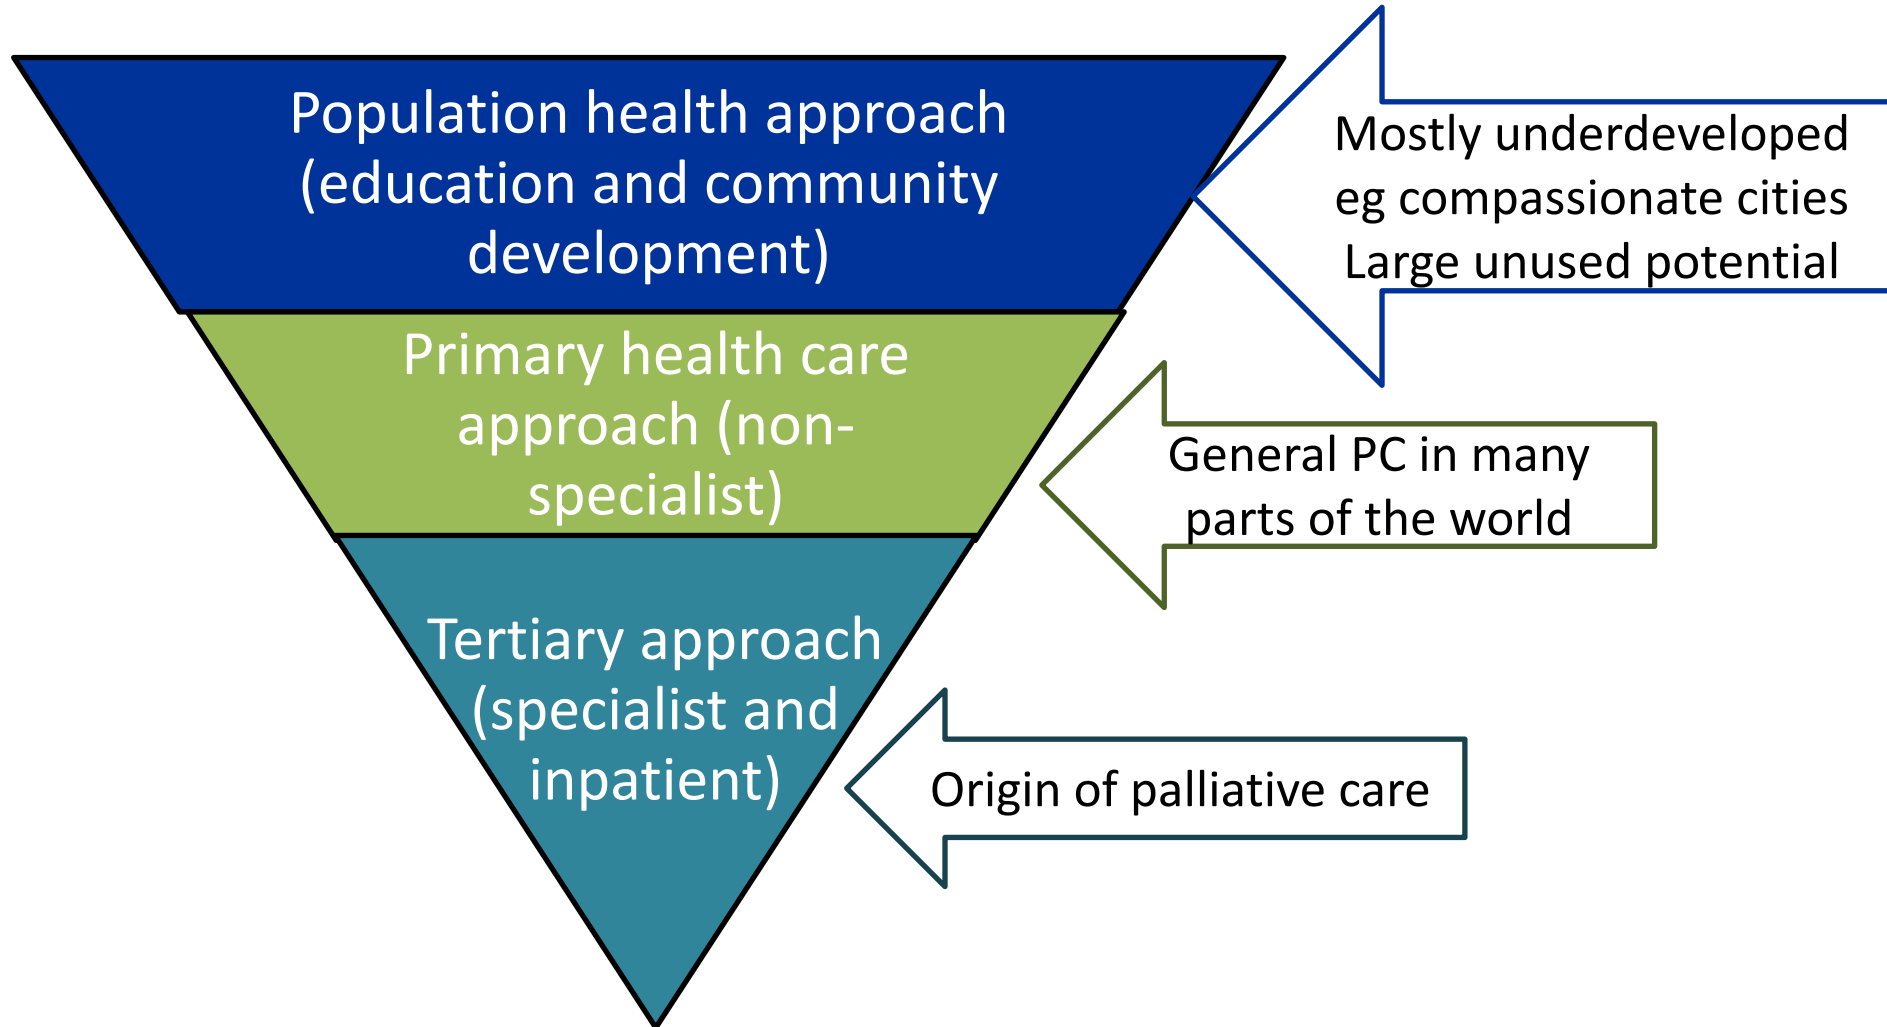 Population health approach
(education and community
development)
Mostly underdeveloped
eg compassionate cities
Large unused potential
Primary health care
approach (non-
specialist)
General PC in many
parts of the world
Tertiary approach
(specialist and
inpatient)
Origin of palliative care